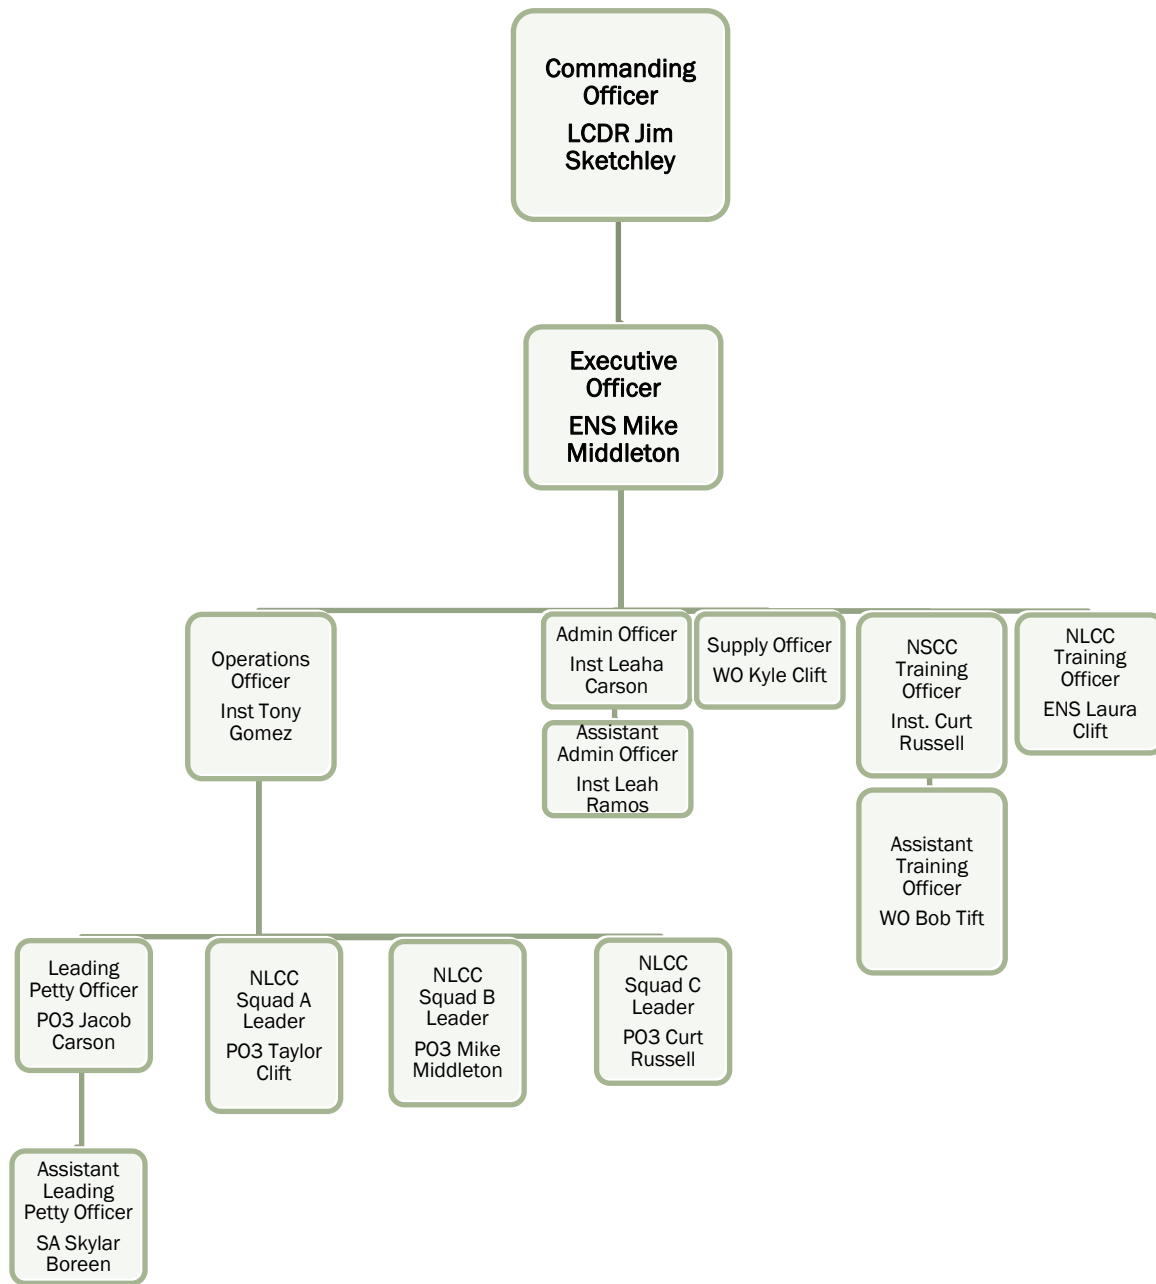 Commanding
Officer
LCDR Jim
Sketchley
Executive
Officer
ENS Mike
Middleton
Operations
Officer
Inst Tony
Gomez
Admin Officer
Inst Leaha
Carson
Assistant
Admin Officer
Inst Leah
Ramos
Supply Officer
WO Kyle Clift
NSCC
Training
Officer
Inst. Curt
Russell
Assistant
Training
Officer
WO Bob Tift
NLCC
Training
Officer
ENS Laura
Clift
Leading
Petty Officer
PO3 Jacob
Carson
Assistant
Leading
Petty Officer
SA Skylar
Boreen
NLCC
Squad A
Leader
PO3 Taylor
Clift
NLCC
Squad B
Leader
PO3 Mike
Middleton
NLCC
Squad C
Leader
PO3 Curt
Russell